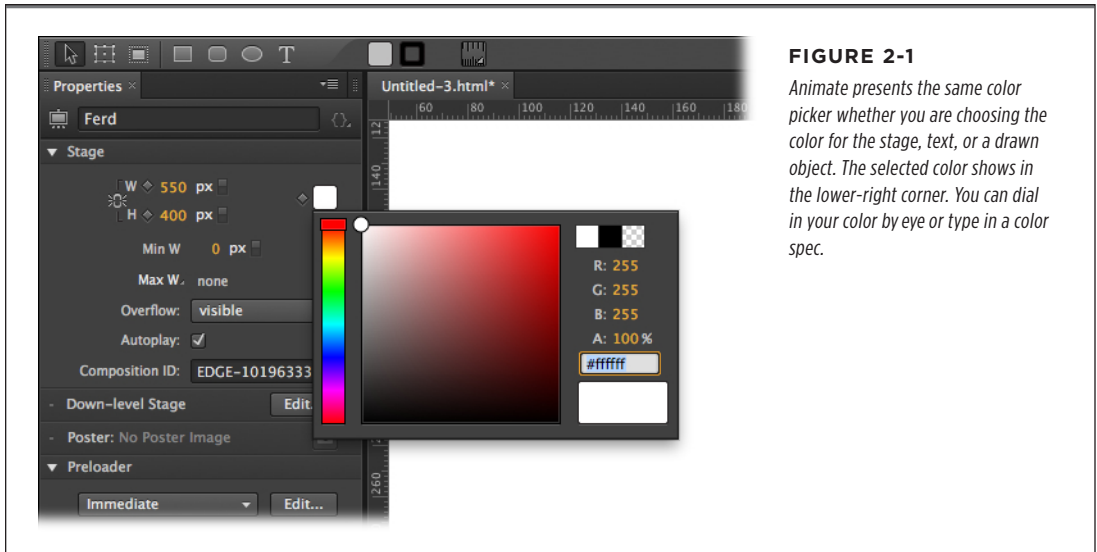 T
Properties ×
Untitled-3.html* ×
60 80 100 120 140 160 180
Ferd
{}
Stage
W 550 px
H 400 px
Min W 0 px
Max W none
Overflow: visible
Autoplay:
Composition ID: EDGE-10196333
Down-level Stage Edit.
Poster: No Poster Image
Preloader
Immediate Edit...
12
140
260
R: 255
G: 255
B: 255
A: 100 %
#ffffff
FIGURE 2-1
Animate presents the same color
picker whether you are choosing the
color for the stage, text, or a drawn
object. The selected color shows in
the lower-right corner. You can dial
in your color by eye or type in a color
spec.